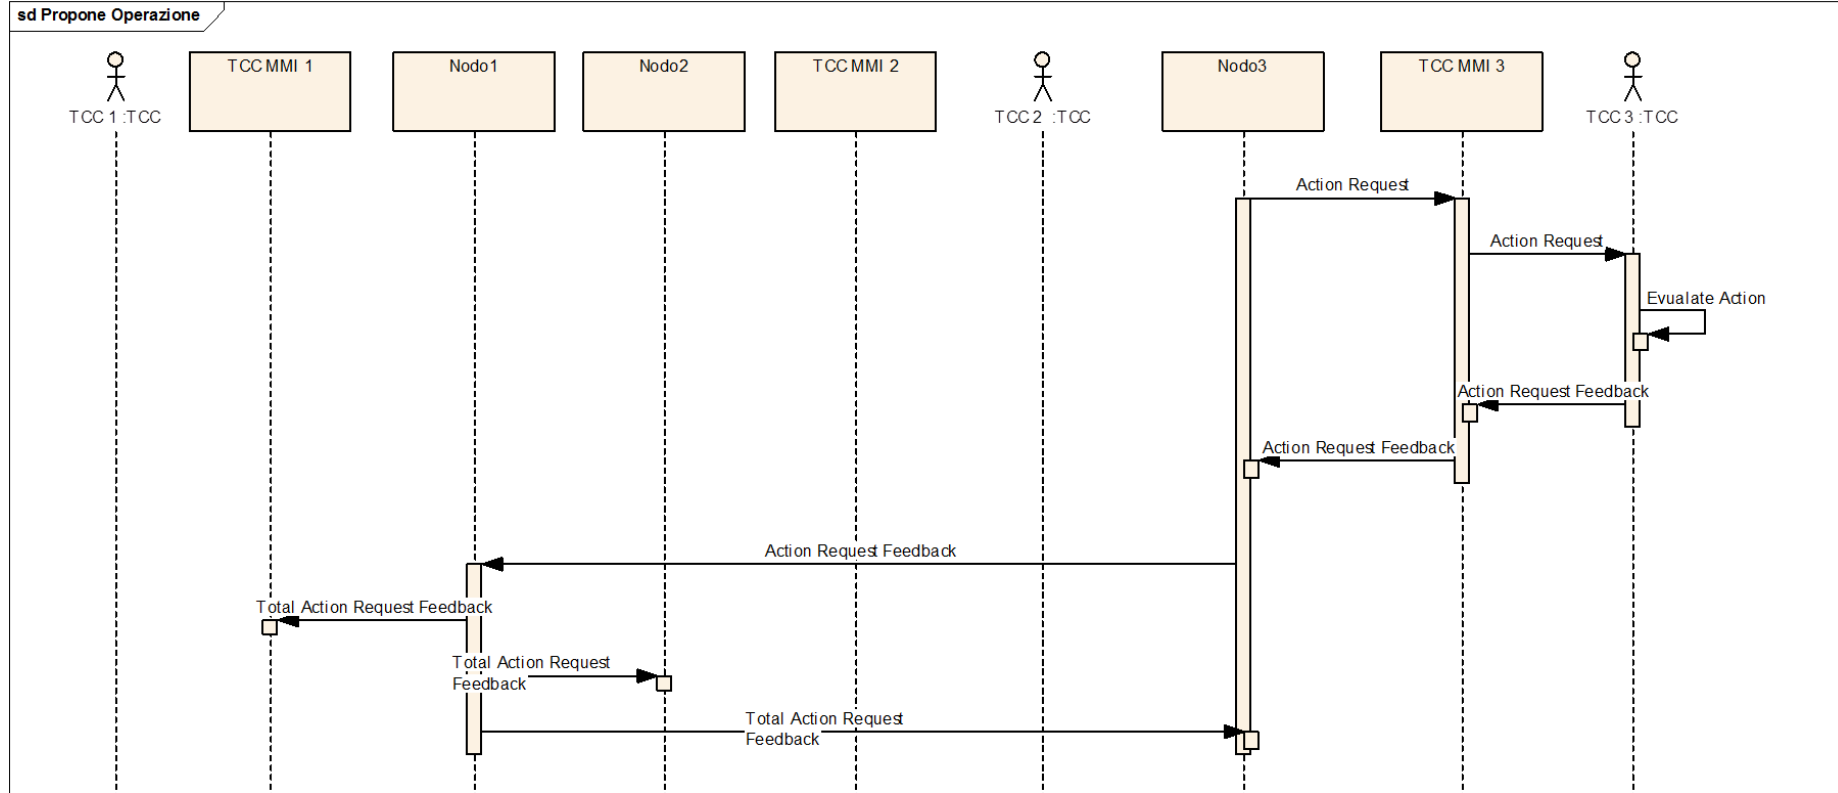 sd Propone Operazione
TCC 1 :TCC
TCC MMI 1
Nodo1
Nodo2
TCC MMI 2
TCC 2 :TCC
Nodo3
TCC MMI 3
TCC 3 :TCC
Action Request
Action Request
Evualate Action
Action Request Feedback
Action Request Feedback
Action Request Feedback
Total Action Request Feedback
Total Action Request
Feedback
Total Action Request
Feedback